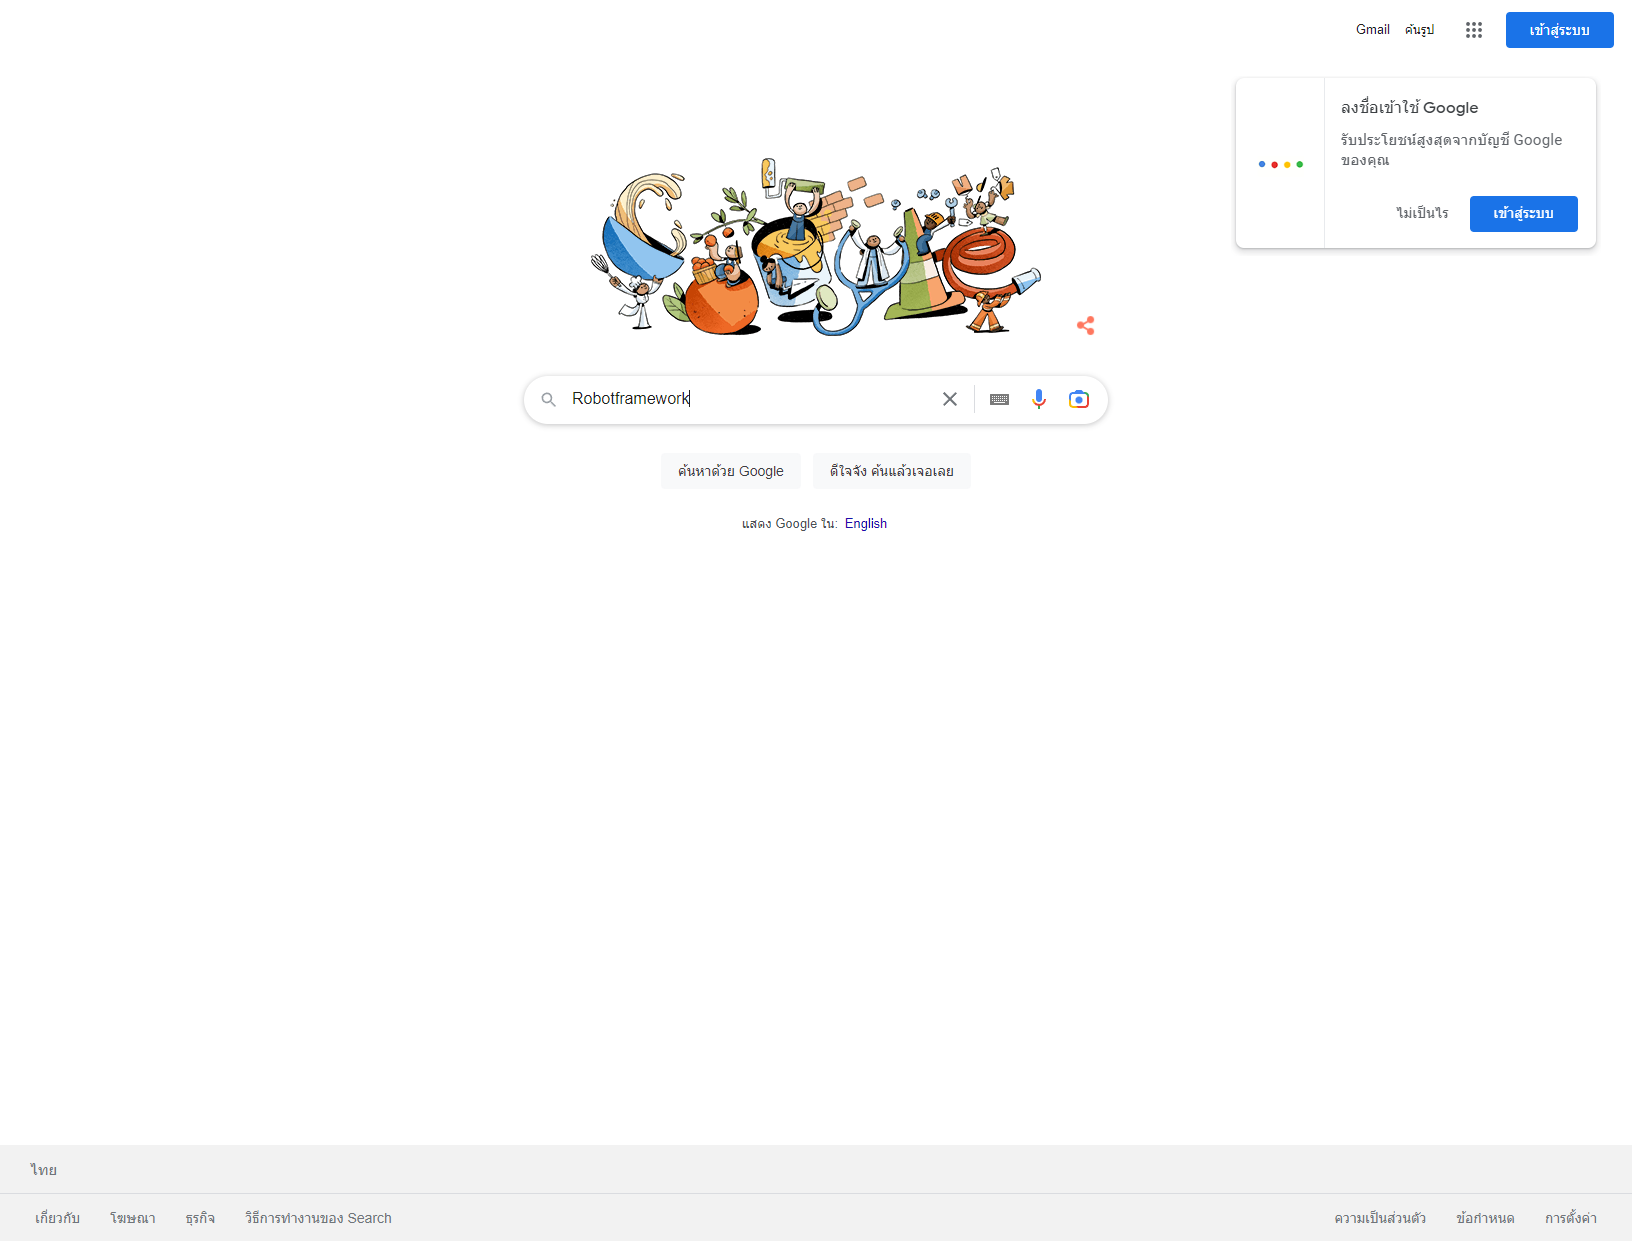 Gmail ค้นรูป เข้าสู่ระบบ
ลงชื่อเข้าใช้ Google
รับประโยชน์สูงสุดจากบัญชี Google
ของคุณ
ไม่เป็นไร เข้าสู่ระบบ
Robotframework
ค้นหาด้วย Google ดีใจจัง ค้นแล้วเจอเลย
แสดง Google ใน: English
ไทย
เกี่ยวกับ โฆษณา ธุรกิจ วิธีการทำงานของ Search ความเป็นส่วนตัว ข้อกำหนด การตั้งค่า